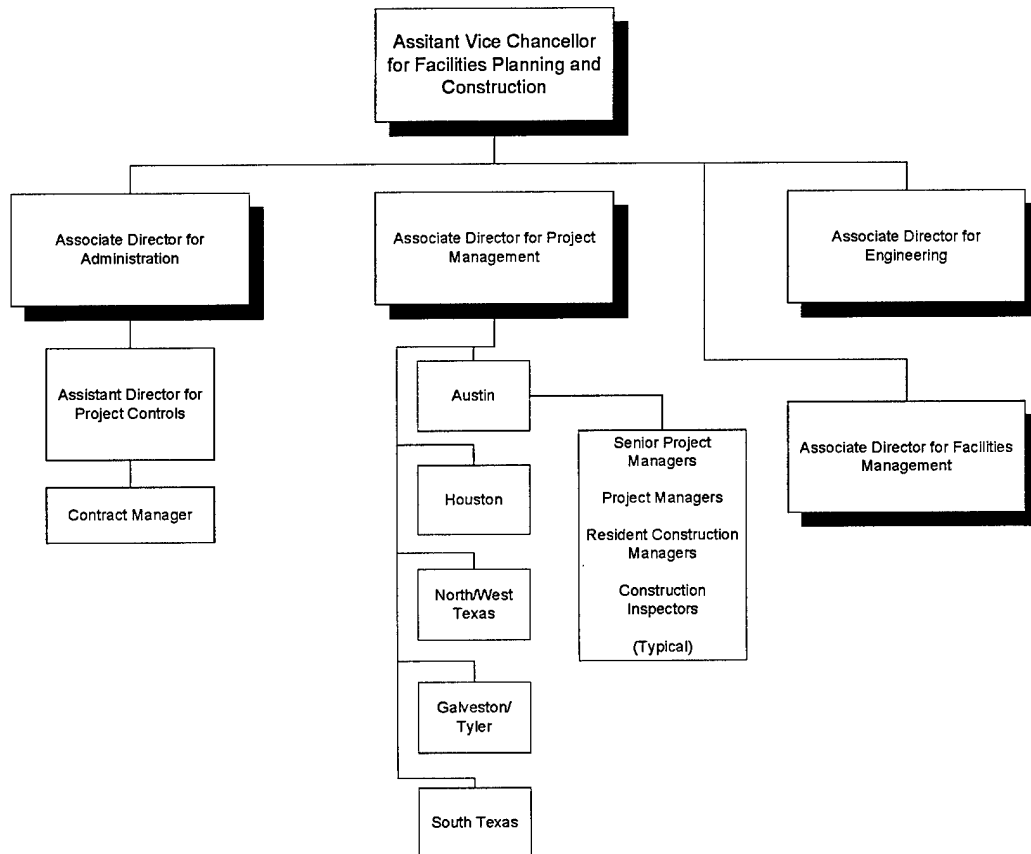 Assitant Vice Chancellor
for Facilities Planning and
Construction
Associate Director for
Administration
Associate Director for Project
Management
Associate Director for
Engineering
Assistant Director for
Project Controls
Austin
Associate Director for Facilities
Management
Senior Project
Managers
Project Managers
Resident Construction
Managers
Construction
Inspectors
(Typical)
Contract Manager
Houston
North/West
Texas
Galveston/
Tyler
South Texas